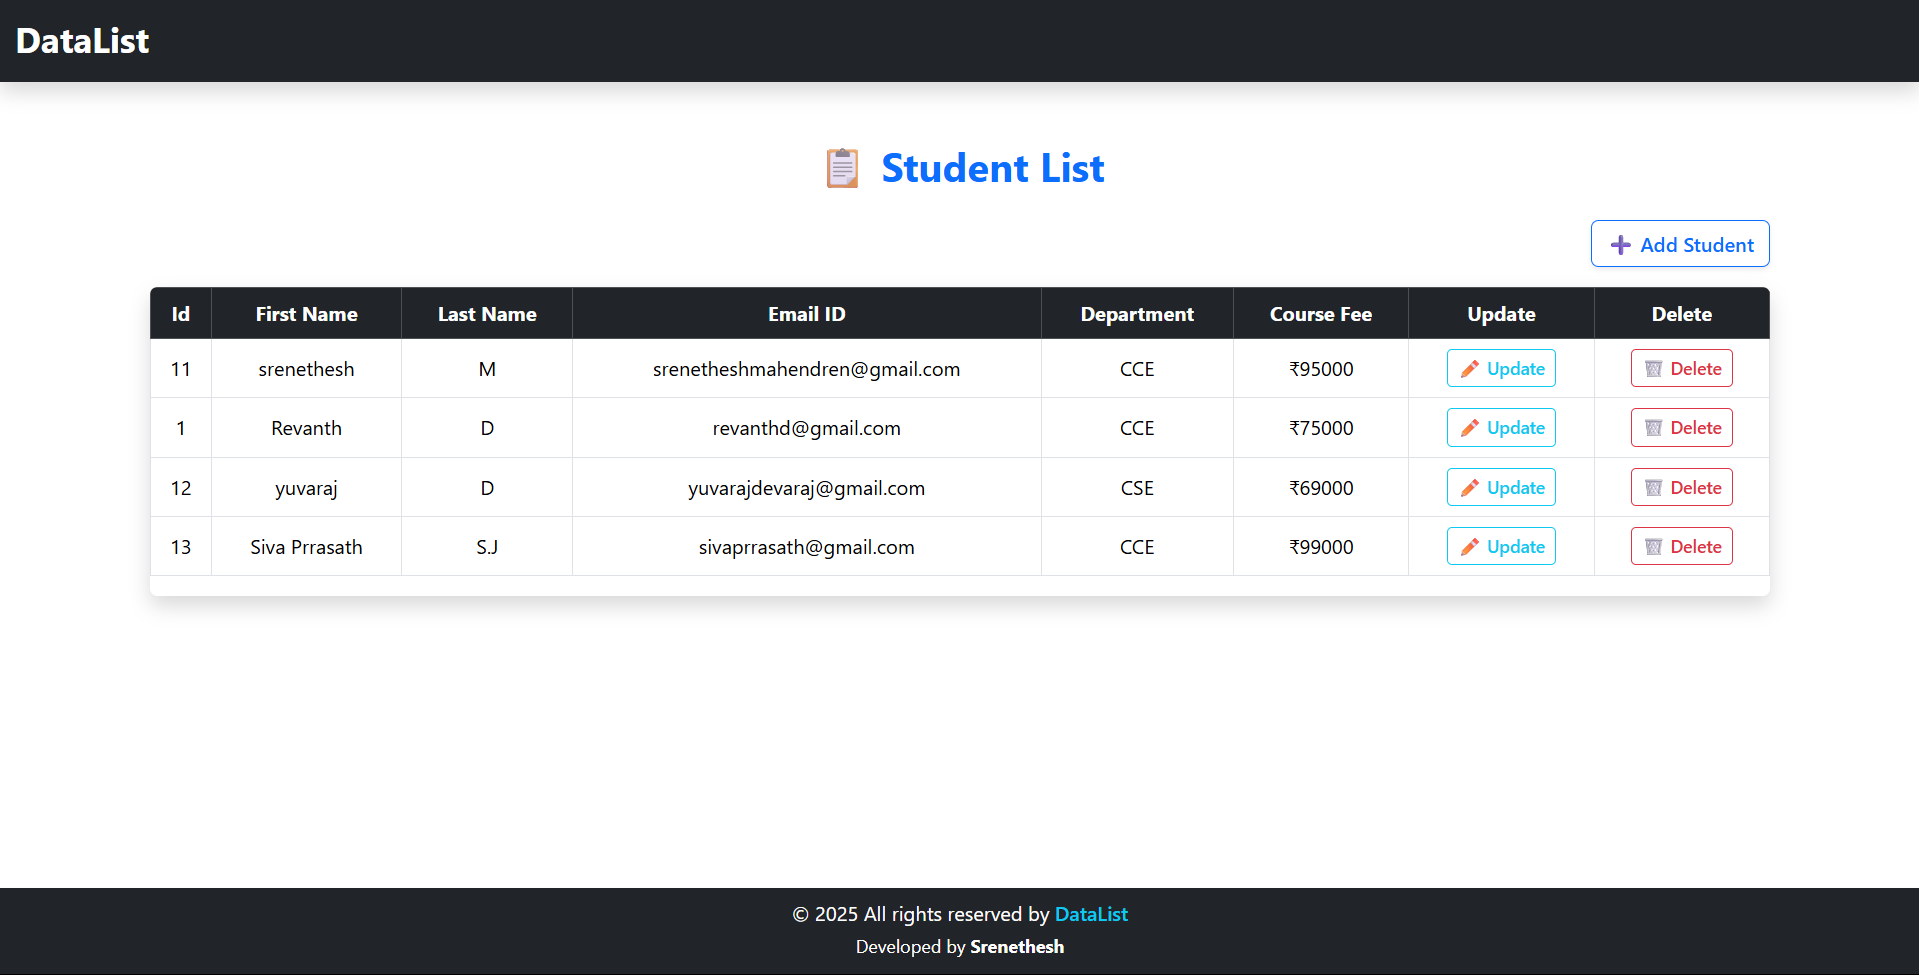 DataList
Student List
Add Student
Id First Name Last Name Email ID Department Course Fee Update Delete
11 srenethesh M srenetheshmahendren@gmail.com CCE ₹95000 Update Delete
1 Revanth D revanthd@gmail.com CCE ₹75000 Update Delete
12 yuvaraj D yuvarajdevaraj@gmail.com CSE ₹69000 Update Delete
13 Siva Prrasath S.J sivaprrasath@gmail.com CCE ₹99000 Update Delete
© 2025 All rights reserved by DataList
Developed by Srenethesh